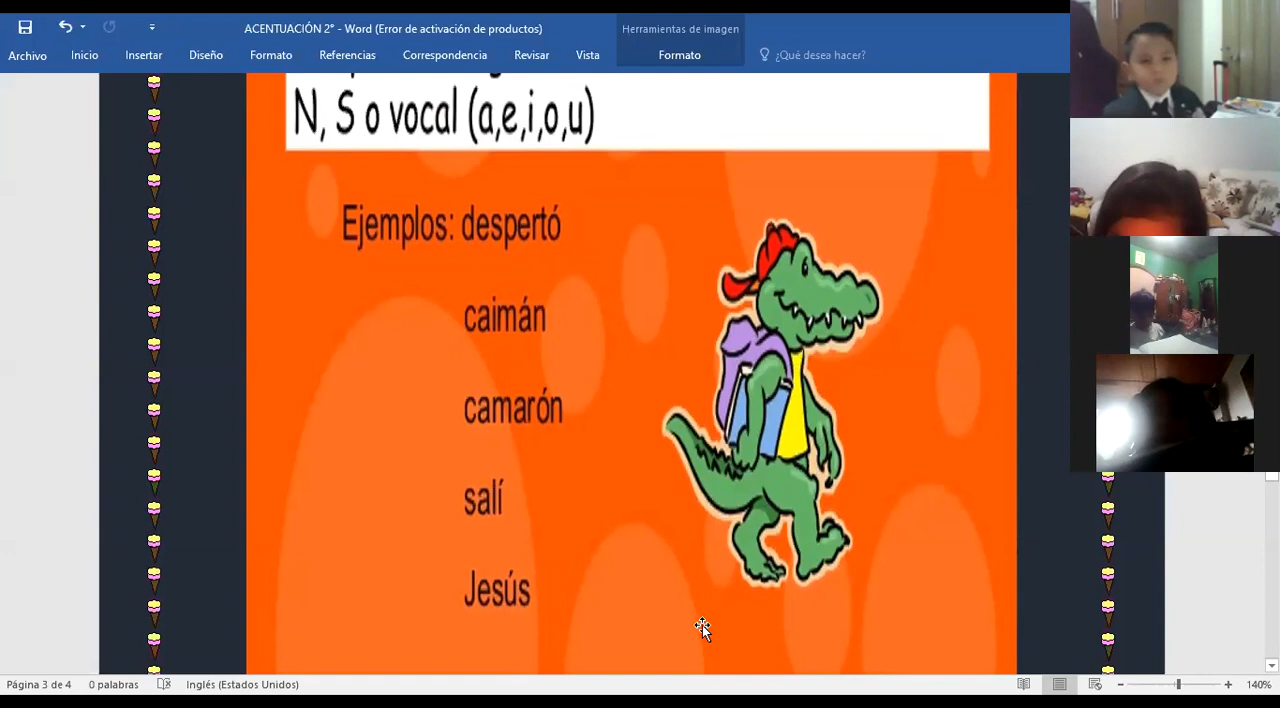 ACENTUACIÓN 2° - Word (Error de activación de productos)
Herramientas de imagen
Archivo Inicio Insertar Diseño Formato Referencias Correspondencia Revisar Vista Formato ¿Qué desea hacer?
N, S o vocal (a,e,i,o,u)
Ejemplos: despertó
caimán
camarón
salí
Jesús
Página 3 de 4 0 palabras Inglés (Estados Unidos) 140%